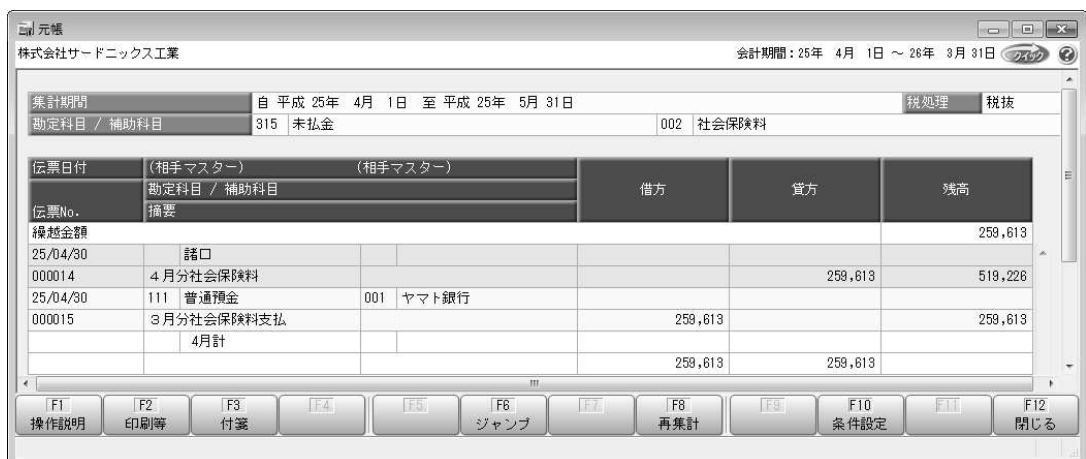 元帳
株式会社サードニックス工業 会計期間：25年 4月 1日 ～ 26年 3月 31日 クイック ?
集計期間 自 平成 25年 4月 1日 至 平成 25年 5月 31日 税処理 税抜
勘定科目 / 補助科目 315 未払金 002 社会保険料
伝票日付 (相手マスター) (相手マスター)
勘定科目 / 補助科目 借方 貸方 残高
伝票No. 摘要
繰越金額 259,613
25/04/30 諸口
000014 ４月分社会保険料 259,613 519,226
25/04/30 111 普通預金 001 ヤマト銀行
000015 ３月分社会保険料支払 259,613 259,613
4月計
259,613 259,613
F1 F2 F3 F4 F5 F6 F7 F8 F9 F10 F11 F12
操作説明 印刷等 付箋 ジャンプ 再集計 条件設定 閉じる